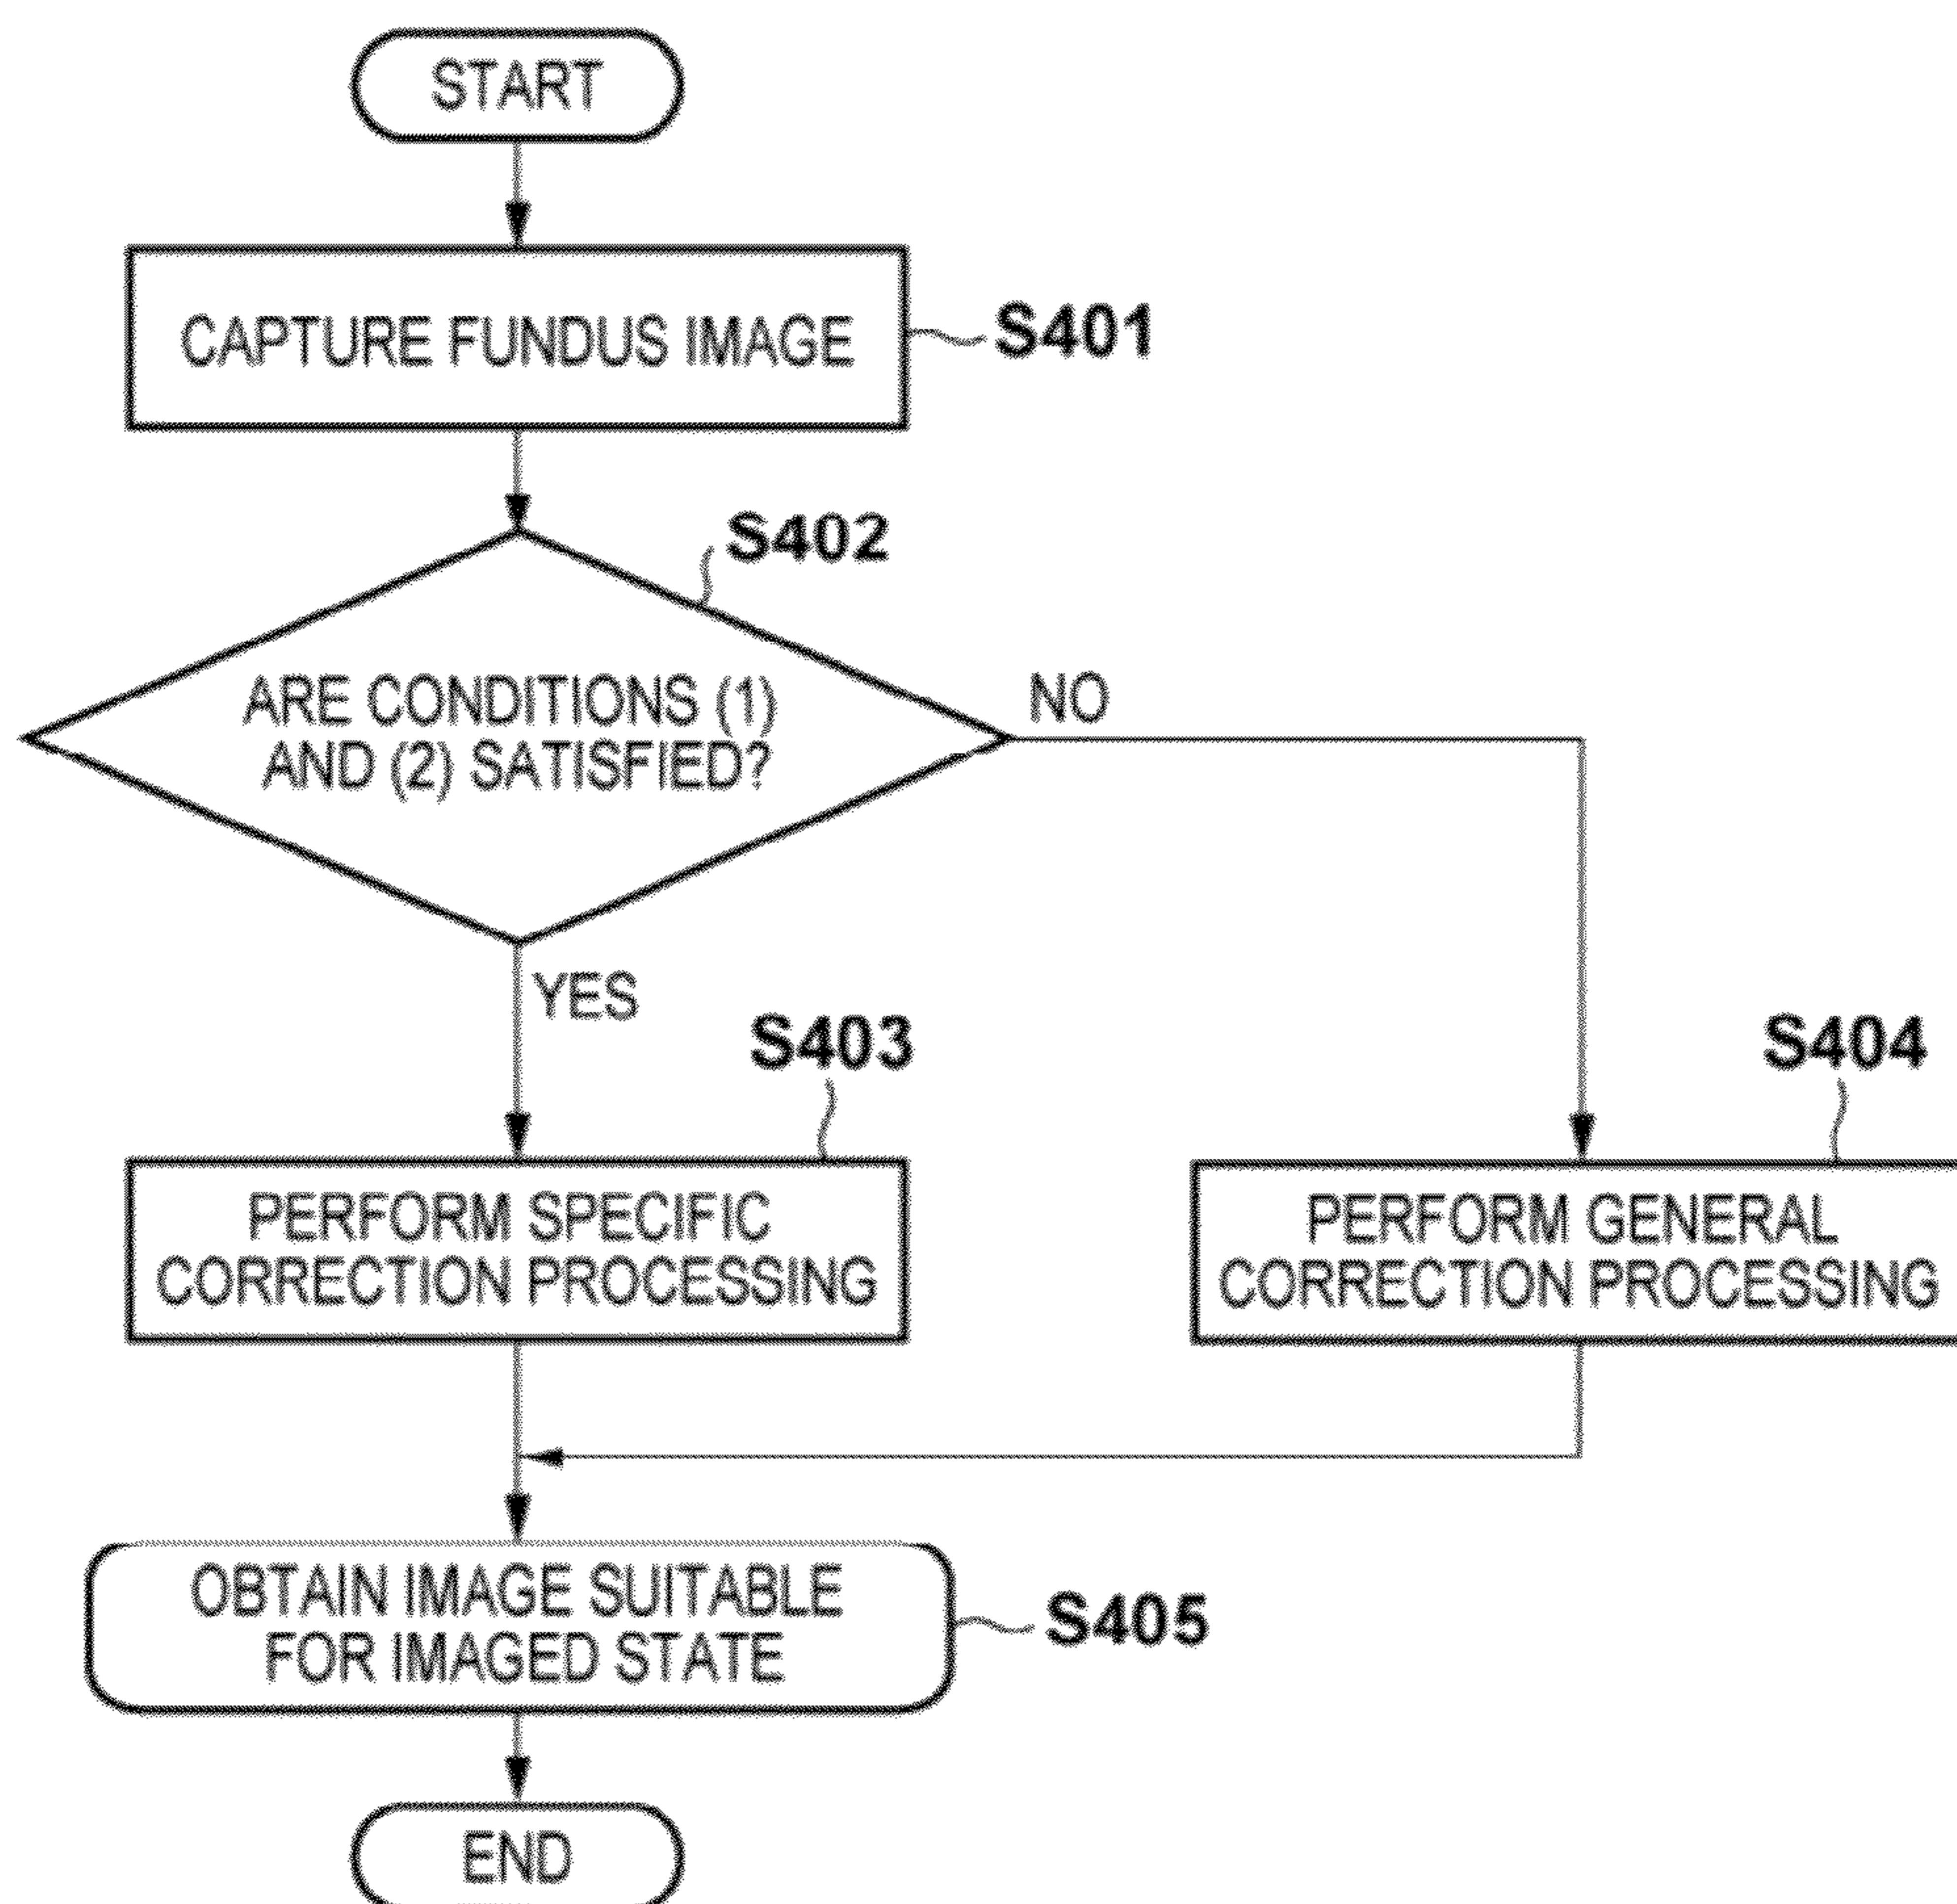 START
CAPTURE FUNDUS IMAGE
S401
S402
ARE CONDITIONS (1)
AND (2) SATISFIED?
NO
YES
S403
PERFORM SPECIFIC
CORRECTION PROCESSING
S404
PERFORM GENERAL
CORRECTION PROCESSING
OBTAIN IMAGE SUITABLE
FOR IMAGED STATE
S405
END